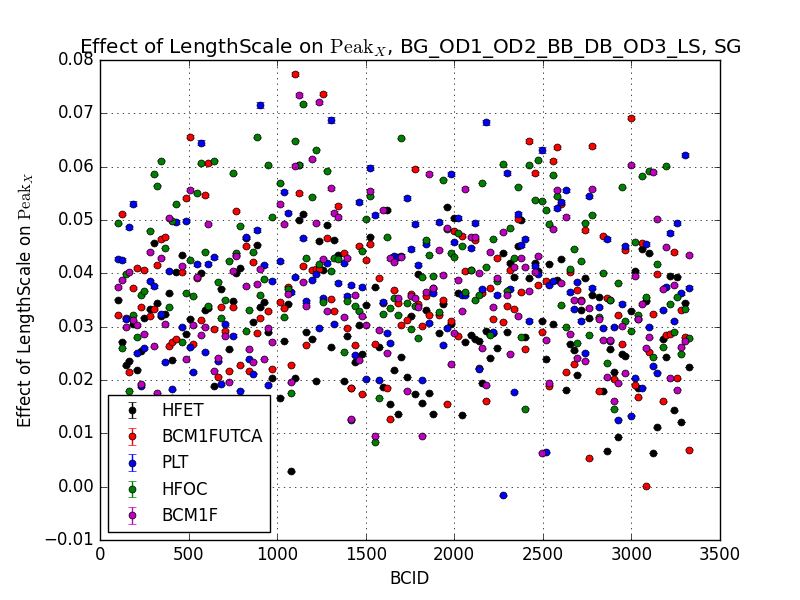 Effect of LengthScale on Peak_X, BG_OD1_OD2_BB_DB_OD3_LS, SG
Effect of LengthScale on Peak_X
0.08
0.07
0.06
0.05
0.04
0.03
0.02
0.01
0.00
−0.01
HFET
BCM1FUTCA
PLT
HFOC
BCM1F
0 500 1000 1500 2000 2500 3000 3500
BCID